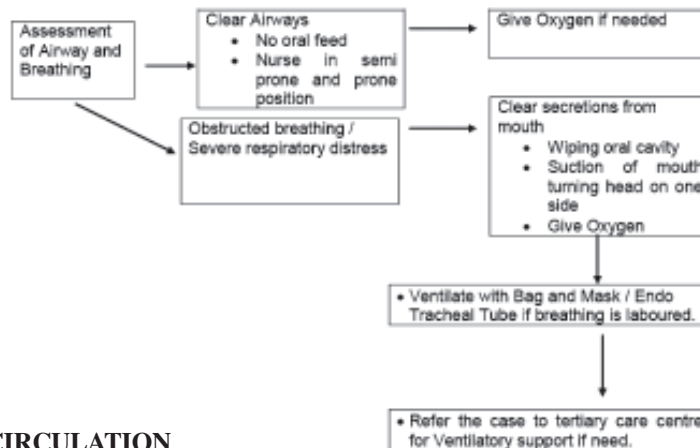 Assessment
of Airway and
Breathing
Clear Airways
• No oral feed
• Nurse in semi
prone and prone
position
Give Oxygen if needed
Obstructed breathing /
Severe respiratory distress
Clear secretions from
mouth
• Wiping oral cavity
• Suction of mouth
turning head on one
side
• Give Oxygen
• Ventilate with Bag and Mask / Endo
Tracheal Tube if breathing is laboured.
• Refer the case to tertiary care centre
for Ventilatory support if need.
CIRCULATION